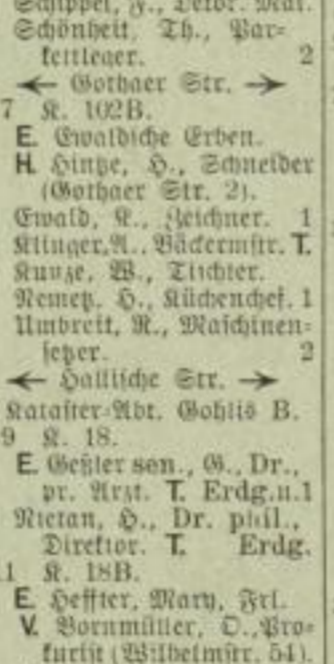 Schippel, F., Dekor. Mal.
Schönheit, Th., Par=
kettleger. 2
← Gothaer Str. →
7 K. 102B.
E. Ewaldsche Erben.
H. Hintze, H., Schneider
(Gothaer Str. 2).
Ewald, K., Zeichner. 1
Klinger, A., Bäckermstr. T.
Kunze, W., Tischler.
Nemetz, H., Küchenchef. 1
Umbreit, R., Maschinen=
setzer. 2
← Hallische Str. →
Kataster=Abt. Gohlis B.
9 K. 18.
E. Geßler sen., G., Dr.,
pr. Arzt. T. Erdg.u.1
Nietan, H., Dr. phil.,
Direktor. T. Erdg.
1 K. 18B.
E. Heffter, Mary, Frl.
V. Bornmüller, O., Pro=
kurist (Wilhelmstr. 54).